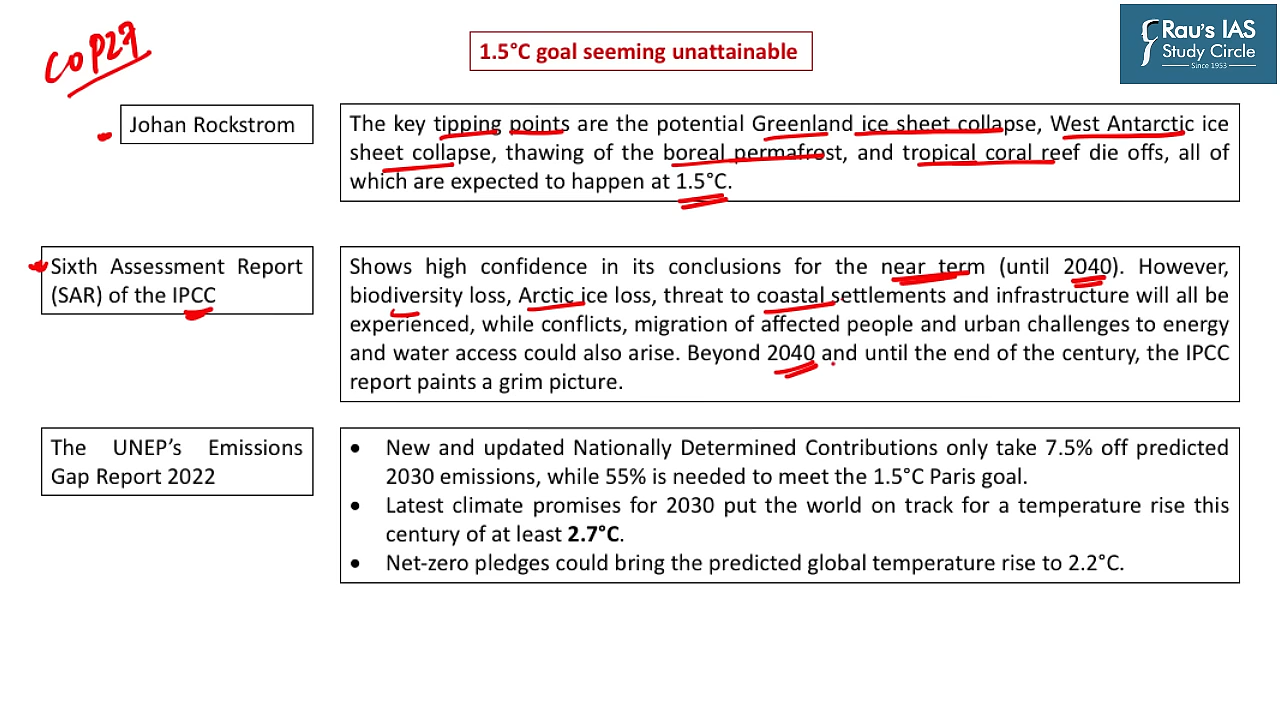 COP27
1.5°C goal seeming unattainable
Rau's IAS
Study Circle
Since 1953
Johan Rockstrom
The key tipping points are the potential Greenland ice sheet collapse, West Antarctic ice
sheet collapse, thawing of the boreal permafrost, and tropical coral reef die offs, all of
which are expected to happen at 1.5°C.
Sixth Assessment Report
(SAR) of the IPCC
Shows high confidence in its conclusions for the near term (until 2040). However,
biodiversity loss, Arctic ice loss, threat to coastal settlements and infrastructure will all be
experienced, while conflicts, migration of affected people and urban challenges to energy
and water access could also arise. Beyond 2040 and until the end of the century, the IPCC
report paints a grim picture.
The UNEP's Emissions
Gap Report 2022
• New and updated Nationally Determined Contributions only take 7.5% off predicted
2030 emissions, while 55% is needed to meet the 1.5°C Paris goal.
• Latest climate promises for 2030 put the world on track for a temperature rise this
century of at least 2.7°C.
• Net-zero pledges could bring the predicted global temperature rise to 2.2°C.